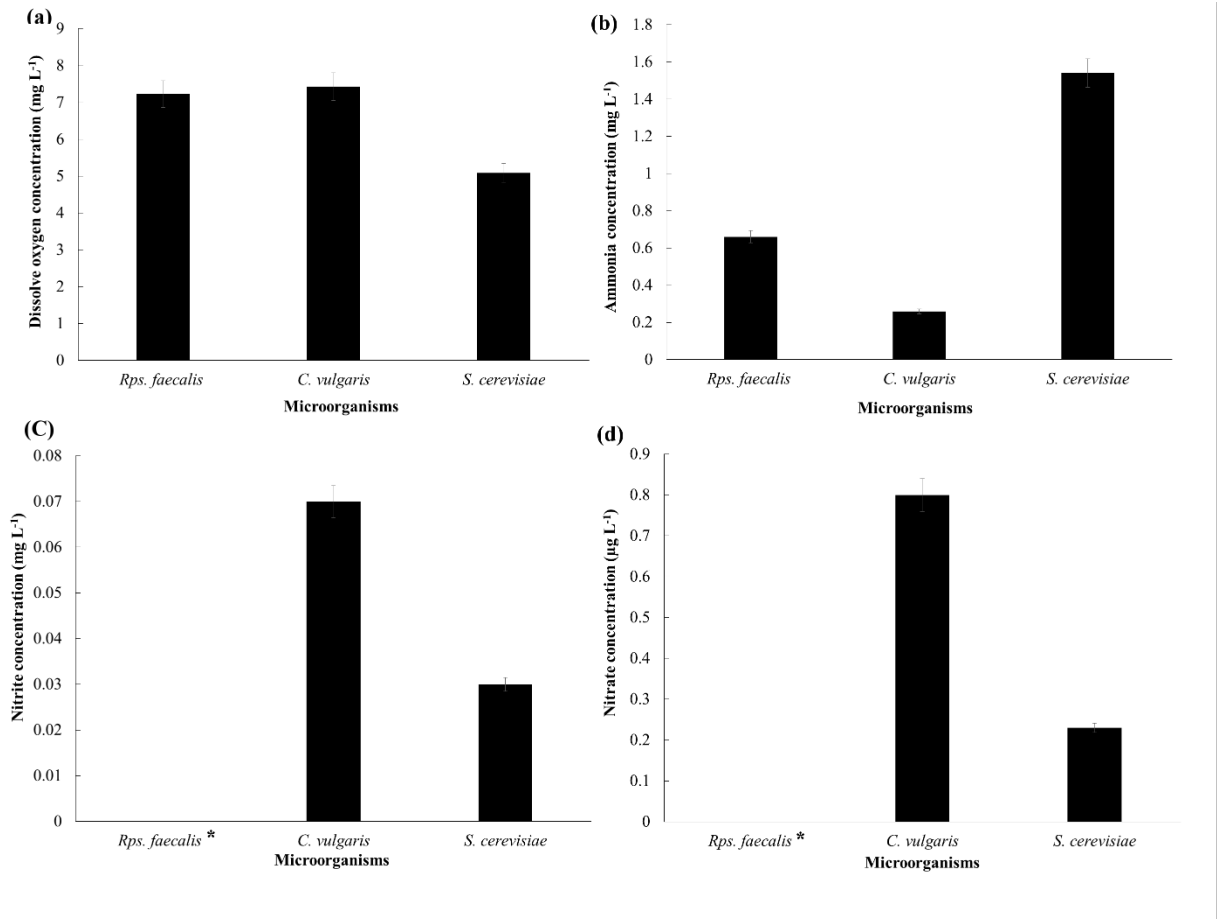 (a)
Dissolve oxygen concentration (mg L-1)
9
8
7
6
5
4
3
2
1
0
Rps. faecalis C. vulgaris S. cerevisiae
Microorganisms
(b)
Ammonia concentration (mg L-1)
1.8
1.6
1.4
1.2
1
0.8
0.6
0.4
0.2
0
Rps. faecalis C. vulgaris S. cerevisiae
Microorganisms
(C)
Nitrite concentration (mg L-1)
0.08
0.07
0.06
0.05
0.04
0.03
0.02
0.01
0
Rps. faecalis * C. vulgaris S. cerevisiae
Microorganisms
(d)
Nitrate concentration (µg L-1)
0.9
0.8
0.7
0.6
0.5
0.4
0.3
0.2
0.1
0
Rps. faecalis * C. vulgaris S. cerevisiae
Microorganisms